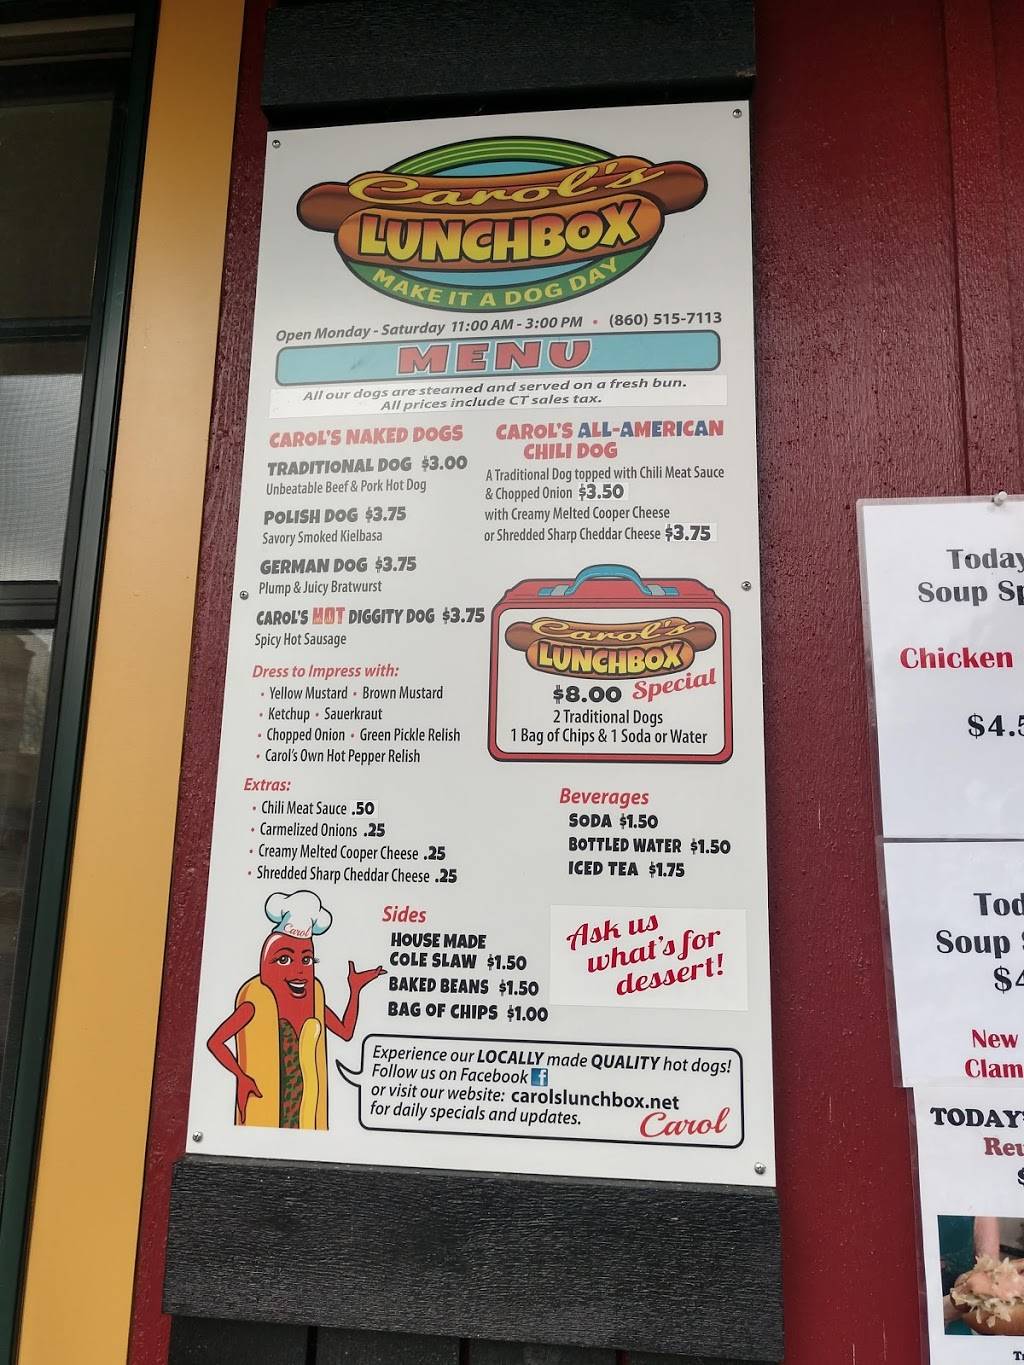 Carol's
LUNCHBOX
MAKE IT A DOG DAY
Open Monday - Saturday 11:00 AM - 3:00 PM • (860) 515-7113
MENU
All our dogs are steamed and served on a fresh bun.
All prices include CT sales tax.
CAROL'S NAKED DOGS
TRADITIONAL DOG $3.00
Unbeatable Beef & Pork Hot Dog
POLISH DOG $3.75
Savory Smoked Kielbasa
GERMAN DOG $3.75
Plump & Juicy Bratwurst
CAROL'S HOT DIGGITY DOG $3.75
Spicy Hot Sausage
Dress to Impress with:
• Yellow Mustard • Brown Mustard
• Ketchup • Sauerkraut
• Chopped Onion • Green Pickle Relish
• Carol's Own Hot Pepper Relish
Extras:
• Chili Meat Sauce .50
• Carmelized Onions .25
• Creamy Melted Cooper Cheese .25
• Shredded Sharp Cheddar Cheese .25
CAROL'S ALL-AMERICAN
CHILI DOG
A Traditional Dog topped with Chili Meat Sauce
& Chopped Onion $3.50
with Creamy Melted Cooper Cheese
or Shredded Sharp Cheddar Cheese $3.75
Carol's
LUNCHBOX
$8.00 Special
2 Traditional Dogs
1 Bag of Chips & 1 Soda or Water
Beverages
SODA $1.50
BOTTLED WATER $1.50
ICED TEA $1.75
Carol
Sides
HOUSE MADE
COLE SLAW $1.50
BAKED BEANS $1.50
BAG OF CHIPS $1.00
Ask us
what's for
dessert!
Experience our LOCALLY made QUALITY hot dogs!
Follow us on Facebook f
or visit our website: carolslunchbox.net
for daily specials and updates.
Carol
Today
Soup Sp
Chicken
$4.5
Tod
Soup
$4
New
Clam
TODAY'
Reu
$